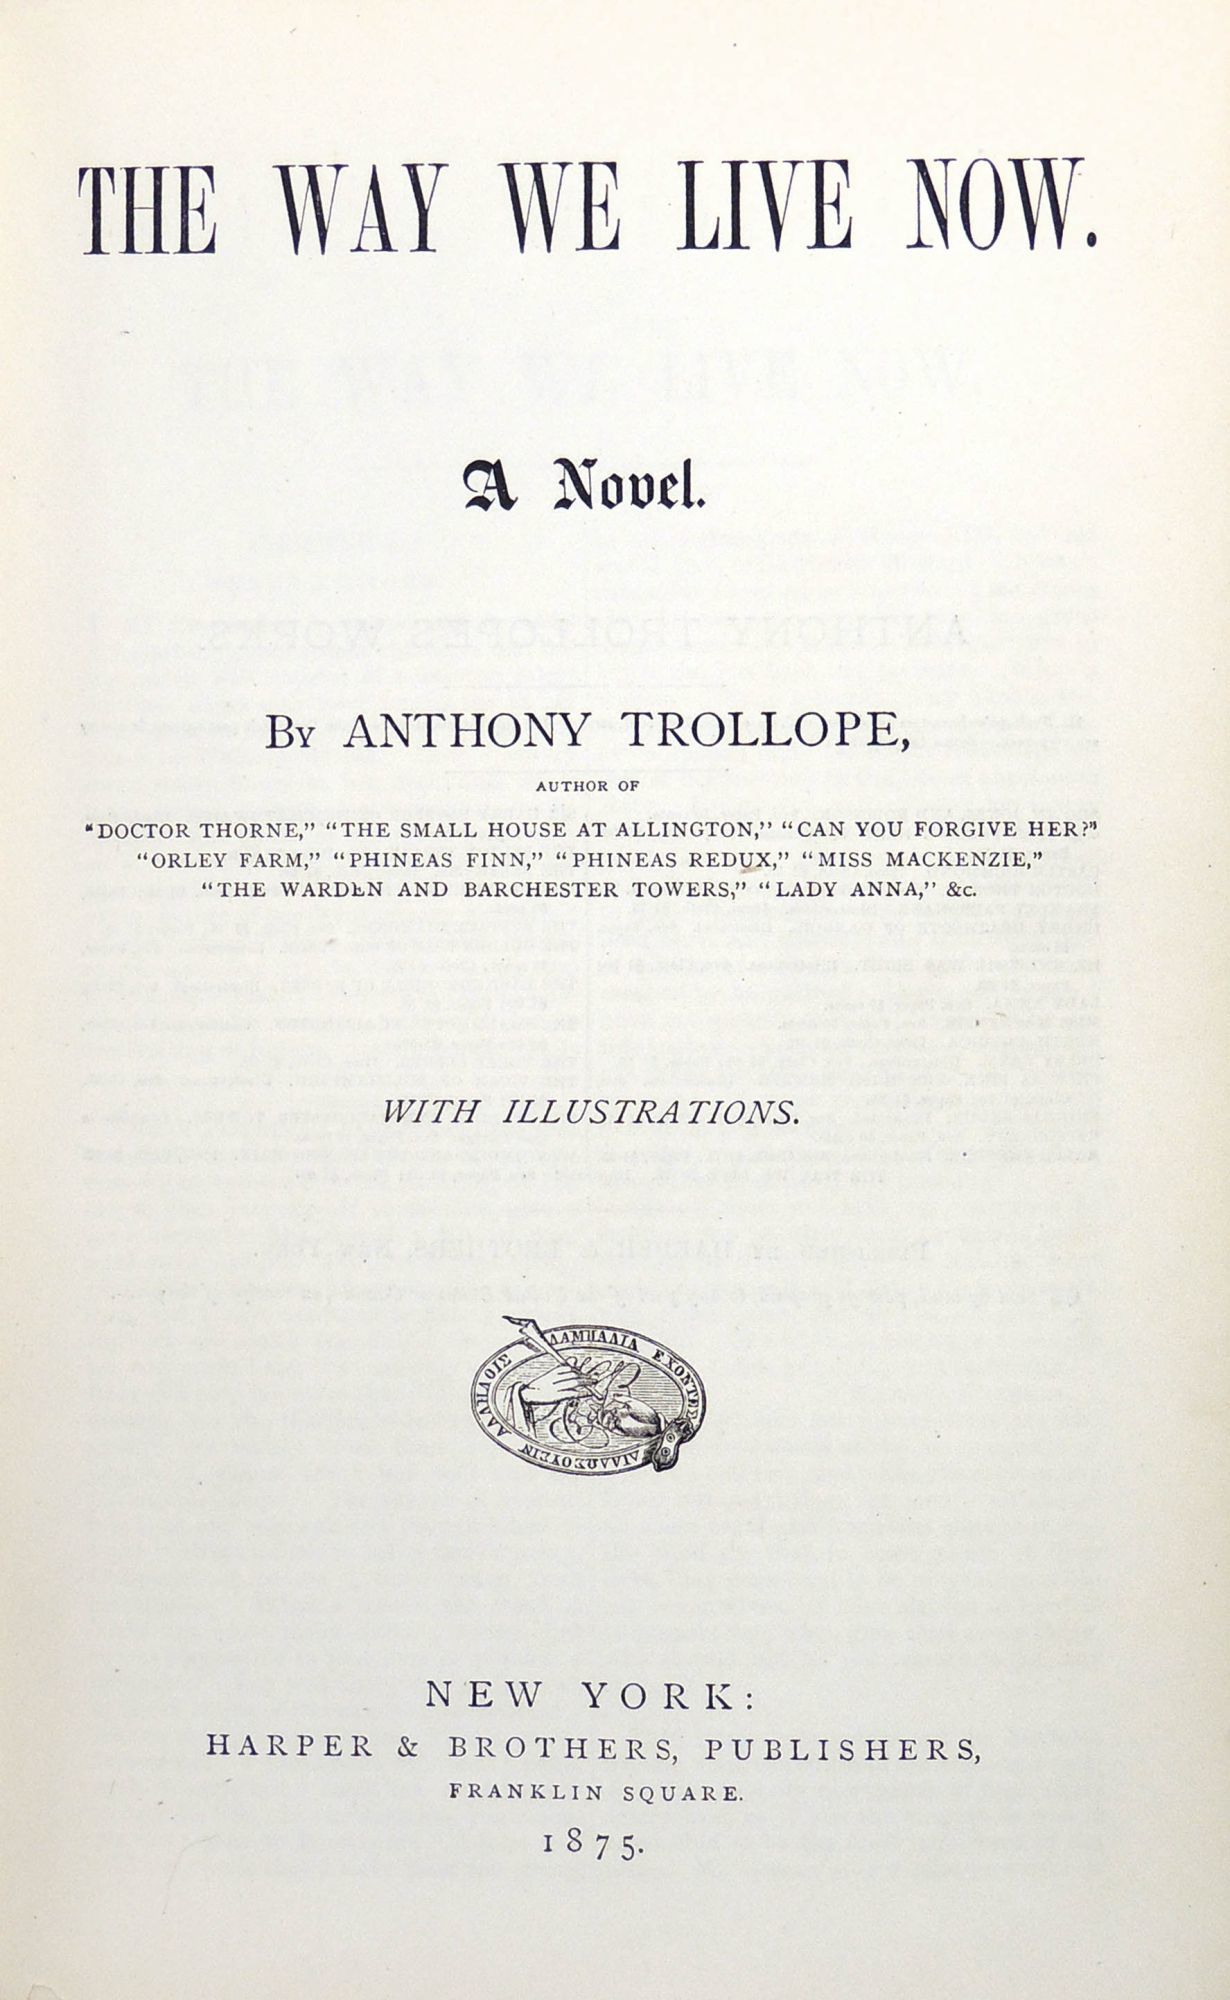 THE WAY WE LIVE NOW.
A Novel.
BY ANTHONY TROLLOPE,
AUTHOR OF
"DOCTOR THORNE," "THE SMALL HOUSE AT ALLINGTON," "CAN YOU FORGIVE HER?"
"ORLEY FARM," "PHINEAS FINN," "PHINEAS REDUX," "MISS MACKENZIE,"
"THE WARDEN AND BARCHESTER TOWERS," "LADY ANNA," &c.
WITH ILLUSTRATIONS.
ΛΑΜΠΑΔΙΑ ΕΧΟΝΤΕΣ
ΔΙΑΔΩΣΟΥΣΙΝ ΑΛΛΗΛΟΙΣ
NEW YORK:
HARPER & BROTHERS, PUBLISHERS,
FRANKLIN SQUARE.
1875.